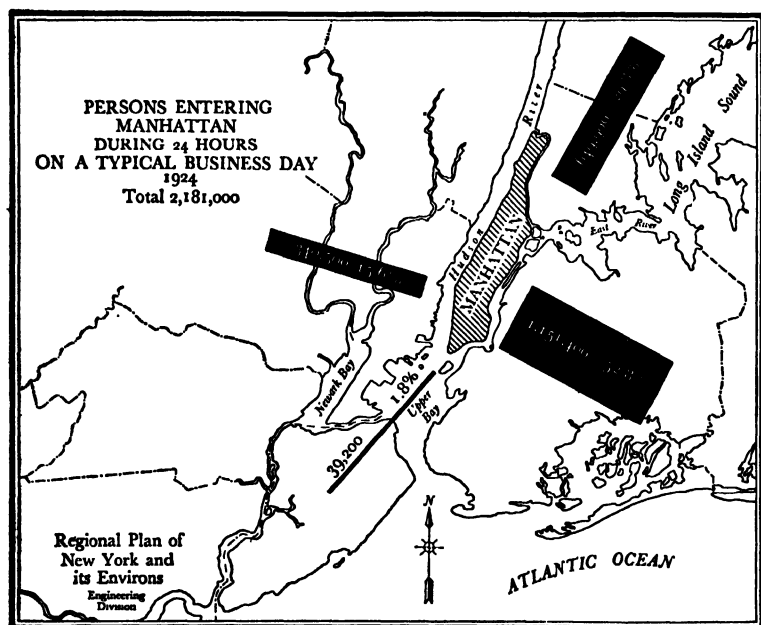 PERSONS ENTERING
MANHATTAN
DURING 24 HOURS
ON A TYPICAL BUSINESS DAY
1924
Total 2,181,000
River
Hudson
MANHATTAN
East River
Long Island Sound
Newark Bay
Upper
Bay
1.8%
39,200
N
ATLANTIC OCEAN
Regional Plan of
New York and
its Environs
Engineering
Division